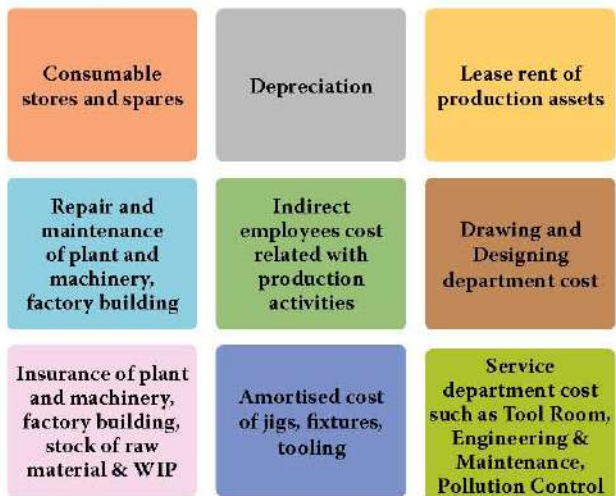 Consumable
stores and spares
Depreciation
Lease rent of
production assets
Repair and
maintenance
of plant and
machinery,
factory building
Indirect
employees cost
related with
production
activities
Drawing and
Designing
department cost
Insurance of plant
and machinery,
factory building,
stock of raw
material & WIP
Amortised cost
of jigs, fixtures,
tooling
Service
department cost
such as Tool Room,
Engineering &
Maintenance,
Pollution Control